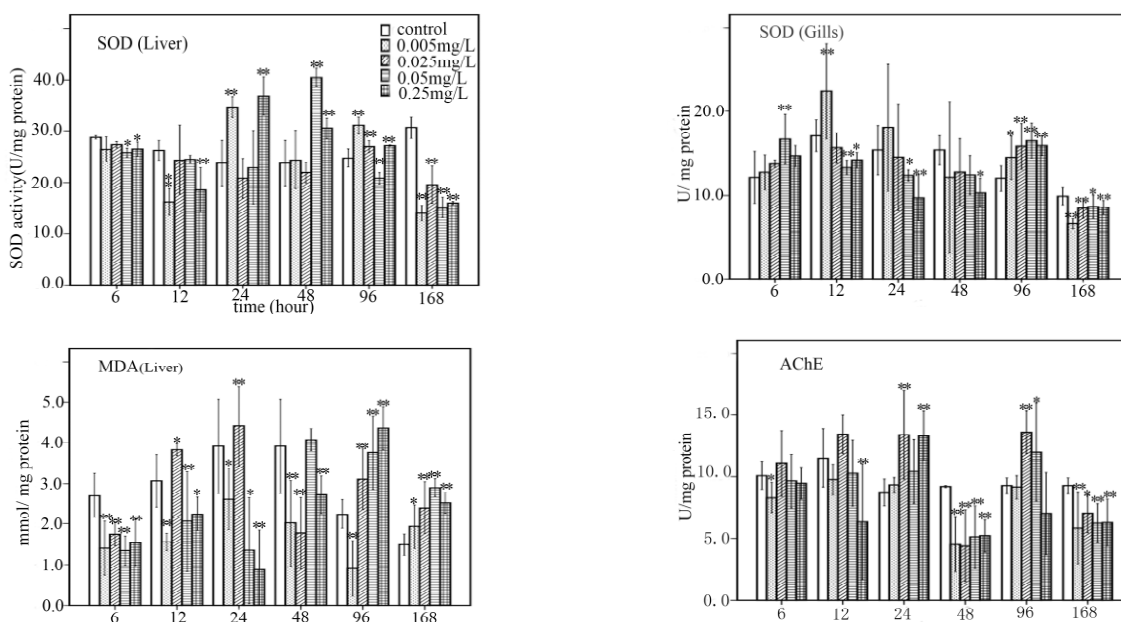 SOD (Liver)
control
0.005mg/L
0.025mg/L
0.05mg/L
0.25mg/L
SOD activity(U/mg protein)
40.0
30.0
20.0
10.0
0.0
6 12 24 48 96 168
time (hour)
** * * ** ** ** ** ** ** ** ** ** ** ** ** ** **
SOD (Gills)
U/ mg protein
20.0
10.0
0.0
6 12 24 48 96 168
** ** ** * ** * * ** ** ** ** ** * **
MDA(Liver)
mmol/ mg protein
5.0
4.0
3.0
2.0
1.0
0.0
6 12 24 48 96 168
** ** ** ** ** * ** * * ** * ** ** ** ** ** ** ** ** * ** ** **
AChE
U/mg protein
15.0
10.0
5.0
0.0
6 12 24 48 96 168
* ** ** ** ** ** ** ** ** * ** * ** **